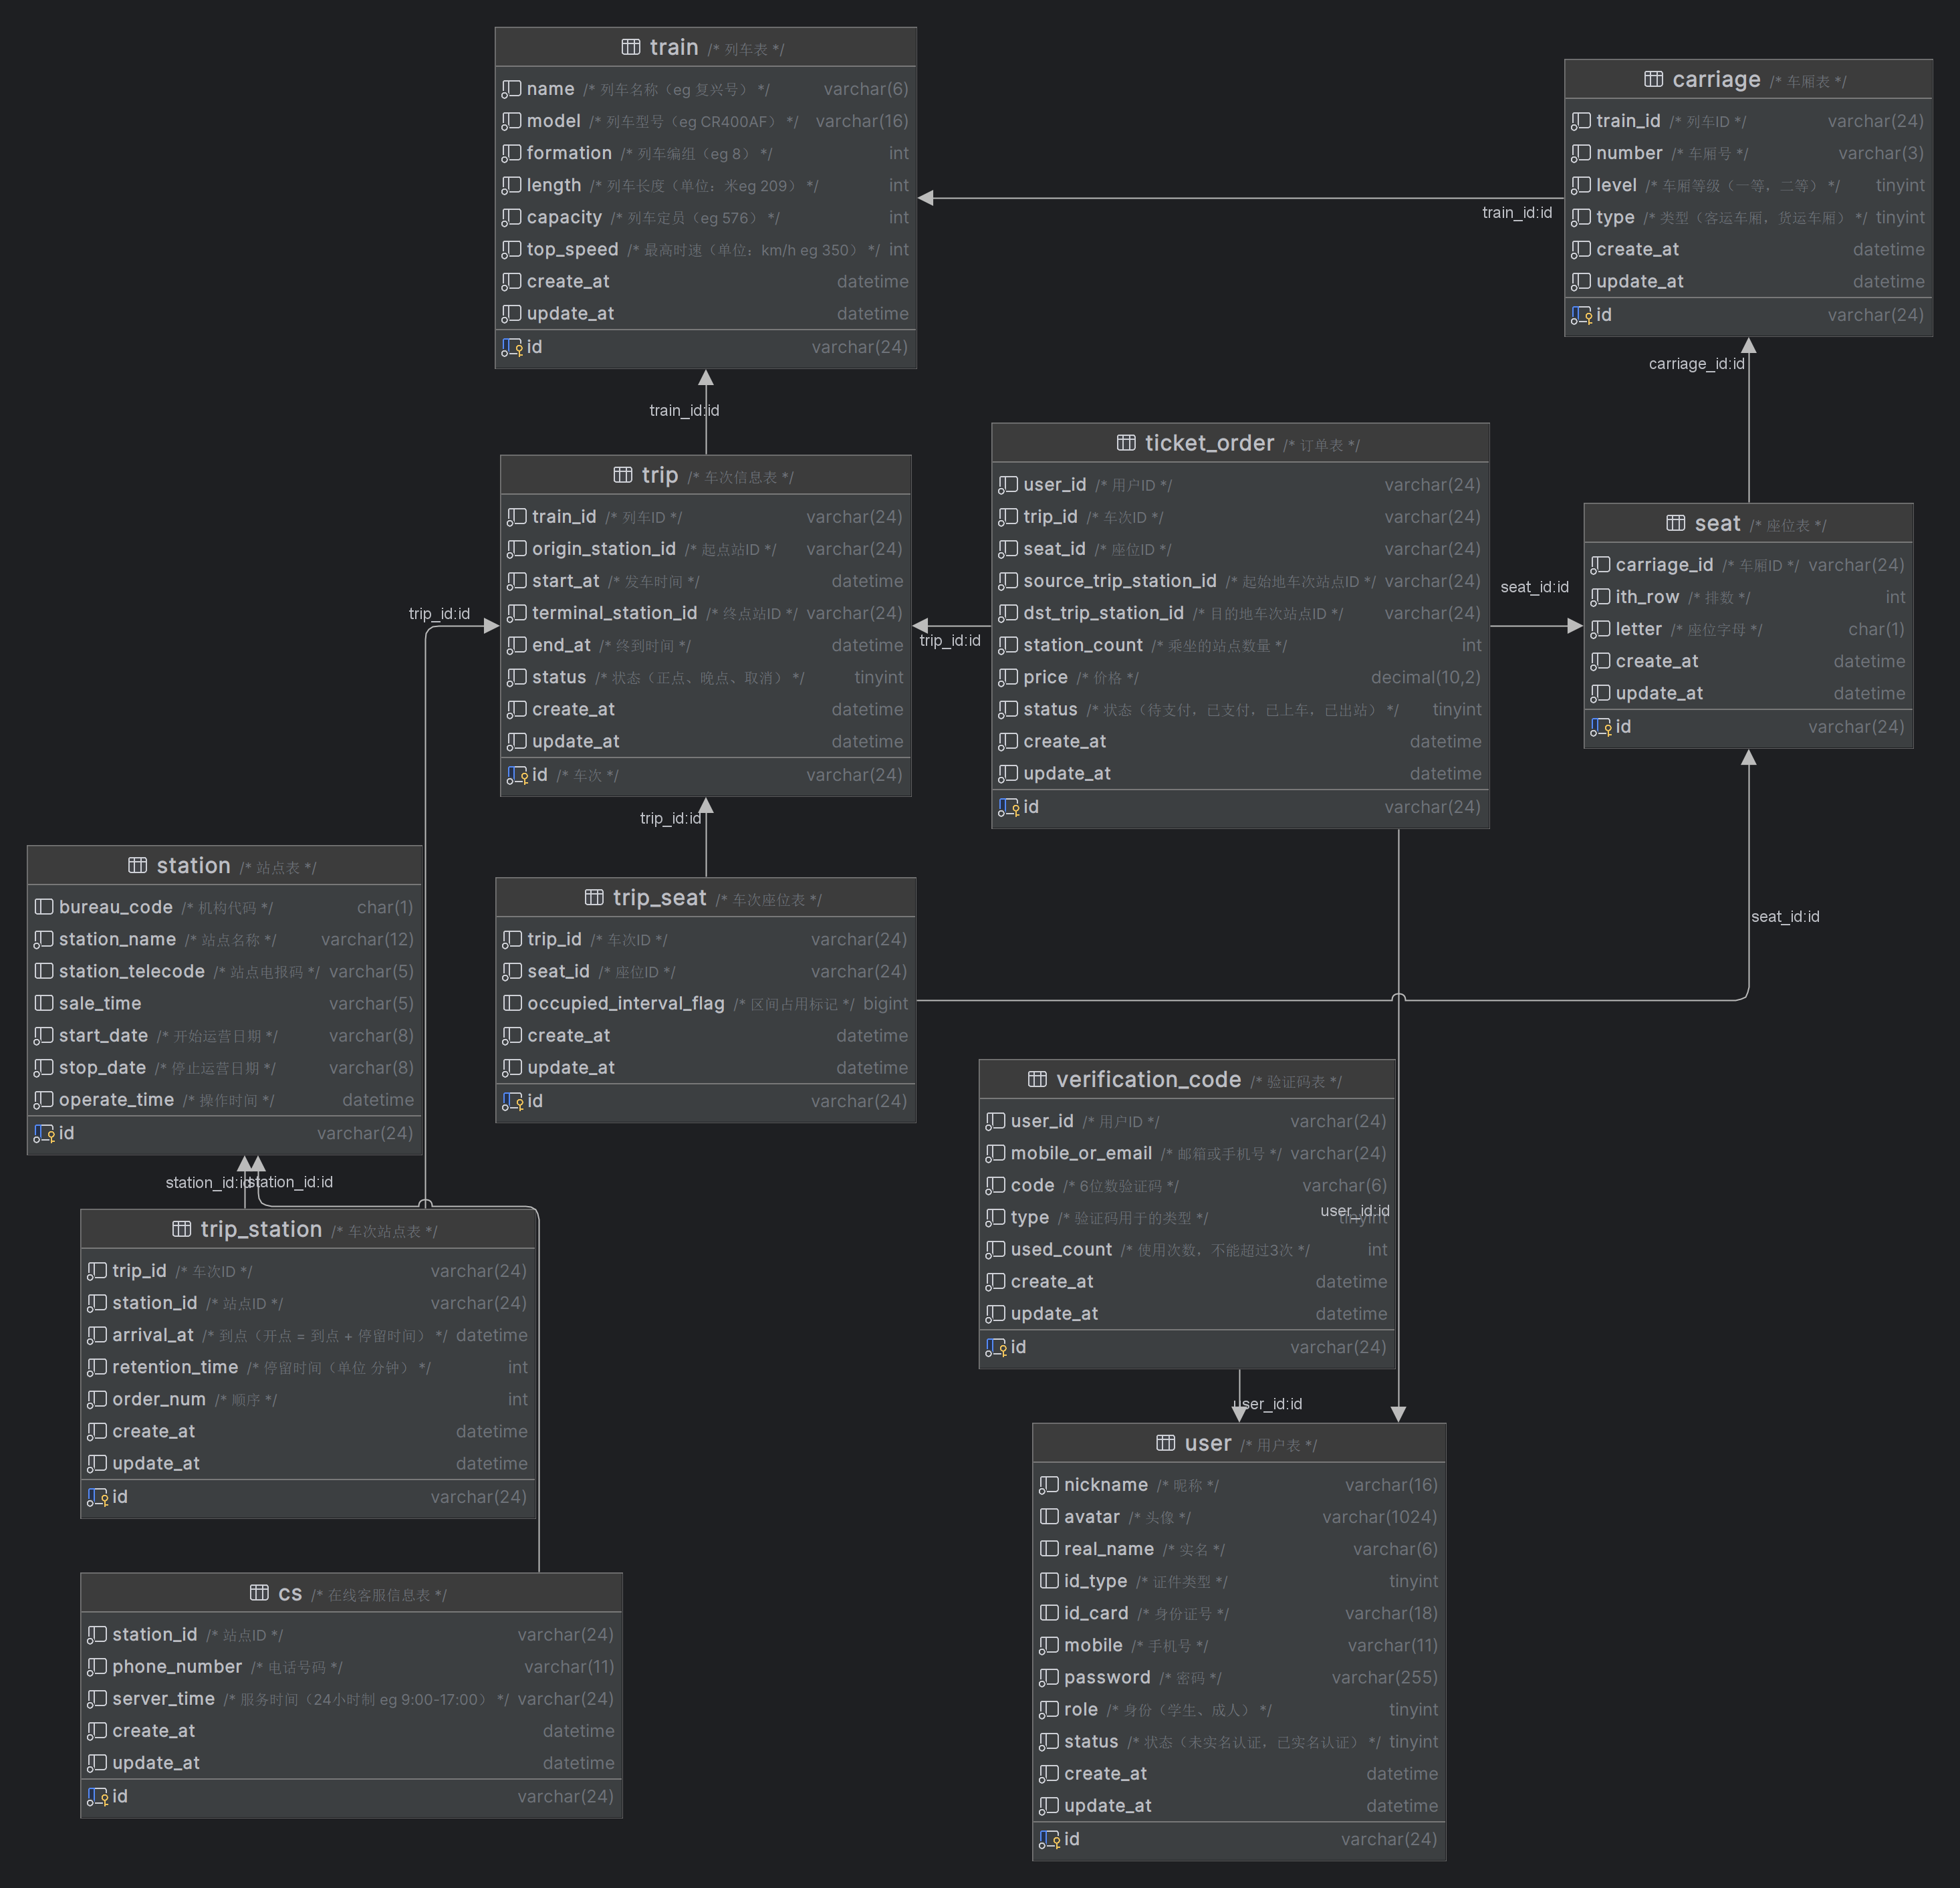 train /* 列车表 */
name /* 列车名称（eg 复兴号） */ varchar(6)
model /* 列车型号（eg CR400AF） */ varchar(16)
formation /* 列车编组（eg 8） */ int
length /* 列车长度（单位：米eg 209） */ int
capacity /* 列车定员（eg 576） */ int
top_speed /* 最高时速（单位：km/h eg 350） */ int
create_at datetime
update_at datetime
id varchar(24)
carriage /* 车厢表 */
train_id /* 列车ID */ varchar(24)
number /* 车厢号 */ varchar(3)
level /* 车厢等级（一等，二等） */ tinyint
type /* 类型（客运车厢，货运车厢） */ tinyint
create_at datetime
update_at datetime
id varchar(24)
train_id:id
carriage_id:id
train_id:id
trip /* 车次信息表 */
train_id /* 列车ID */ varchar(24)
origin_station_id /* 起点站ID */ varchar(24)
start_at /* 发车时间 */ datetime
terminal_station_id /* 终点站ID */ varchar(24)
end_at /* 终到时间 */ datetime
status /* 状态（正点、晚点、取消） */ tinyint
create_at datetime
update_at datetime
id /* 车次 */ varchar(24)
ticket_order /* 订单表 */
user_id /* 用户ID */ varchar(24)
trip_id /* 车次ID */ varchar(24)
seat_id /* 座位ID */ varchar(24)
source_trip_station_id /* 起始地车次站点ID */ varchar(24)
dst_trip_station_id /* 目的地车次站点ID */ varchar(24)
station_count /* 乘坐的站点数量 */ int
price /* 价格 */ decimal(10,2)
status /* 状态（待支付，已支付，已上车，已出站） */ tinyint
create_at datetime
update_at datetime
id varchar(24)
seat /* 座位表 */
carriage_id /* 车厢ID */ varchar(24)
ith_row /* 排数 */ int
letter /* 座位字母 */ char(1)
create_at datetime
update_at datetime
id varchar(24)
trip_id:id
trip_id:id
seat_id:id
trip_id:id
seat_id:id
station /* 站点表 */
bureau_code /* 机构代码 */ char(1)
station_name /* 站点名称 */ varchar(12)
station_telecode /* 站点电报码 */ varchar(5)
sale_time varchar(5)
start_date /* 开始运营日期 */ varchar(8)
stop_date /* 停止运营日期 */ varchar(8)
operate_time /* 操作时间 */ datetime
id varchar(24)
trip_seat /* 车次座位表 */
trip_id /* 车次ID */ varchar(24)
seat_id /* 座位ID */ varchar(24)
occupied_interval_flag /* 区间占用标记 */ bigint
create_at datetime
update_at datetime
id varchar(24)
verification_code /* 验证码表 */
user_id /* 用户ID */ varchar(24)
mobile_or_email /* 邮箱或手机号 */ varchar(24)
code /* 6位数验证码 */ varchar(6)
type /* 验证码用于的类型 */ tinyint
used_count /* 使用次数，不能超过3次 */ int
create_at datetime
update_at datetime
id varchar(24)
user_id:id
user_id:id
station_id:id
station_id:id
trip_station /* 车次站点表 */
trip_id /* 车次ID */ varchar(24)
station_id /* 站点ID */ varchar(24)
arrival_at /* 到点（开点 = 到点 + 停留时间） */ datetime
retention_time /* 停留时间（单位 分钟） */ int
order_num /* 顺序 */ int
create_at datetime
update_at datetime
id varchar(24)
user /* 用户表 */
nickname /* 昵称 */ varchar(16)
avatar /* 头像 */ varchar(1024)
real_name /* 实名 */ varchar(6)
id_type /* 证件类型 */ tinyint
id_card /* 身份证号 */ varchar(18)
mobile /* 手机号 */ varchar(11)
password /* 密码 */ varchar(255)
role /* 身份（学生、成人） */ tinyint
status /* 状态（未实名认证，已实名认证） */ tinyint
create_at datetime
update_at datetime
id varchar(24)
cs /* 在线客服信息表 */
station_id /* 站点ID */ varchar(24)
phone_number /* 电话号码 */ varchar(11)
server_time /* 服务时间（24小时制 eg 9:00-17:00） */ varchar(24)
create_at datetime
update_at datetime
id varchar(24)